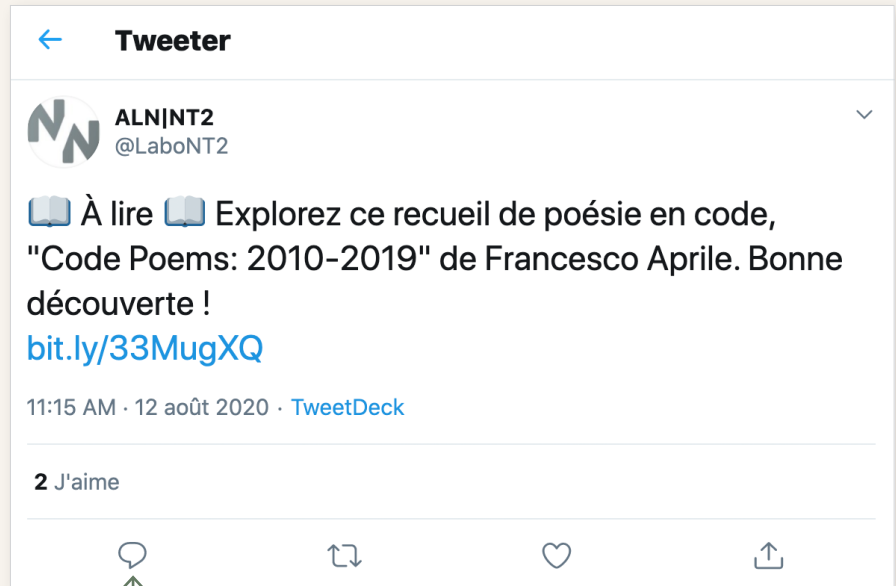 Tweeter
ALN|NT2
@LaboNT2
📖 À lire 📖 Explorez ce recueil de poésie en code,
"Code Poems: 2010-2019" de Francesco Aprile. Bonne
découverte !
bit.ly/33MugXQ
11:15 AM · 12 août 2020 · TweetDeck
2 J'aime